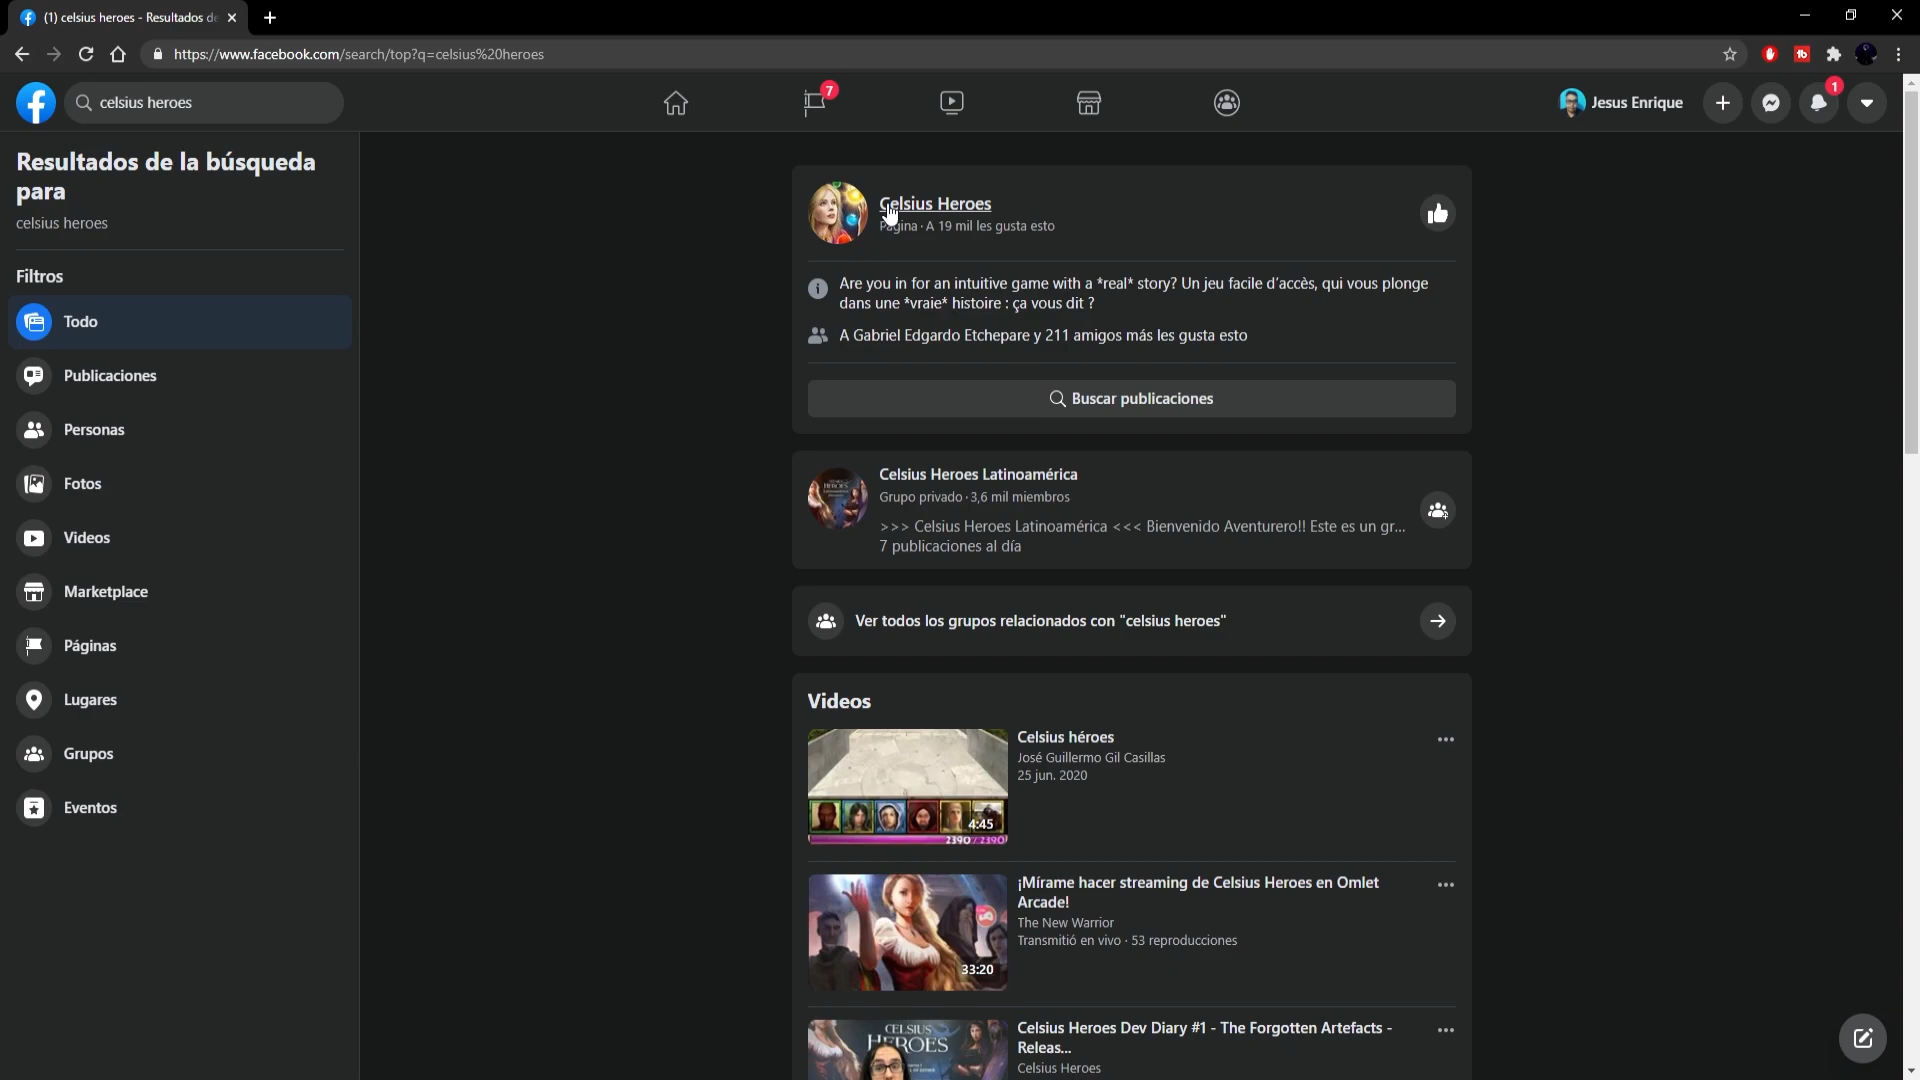 (1) celsius heroes - Resultados de
https://www.facebook.com/search/top?q=celsius%20heroes
celsius heroes
7
Jesus Enrique
1
Resultados de la búsqueda
para
celsius heroes
Filtros
Todo
Publicaciones
Personas
Fotos
Videos
Marketplace
Páginas
Lugares
Grupos
Eventos
Celsius Heroes
Página · A 19 mil les gusta esto
Are you in for an intuitive game with a *real* story? Un jeu facile d'accès, qui vous plonge
dans une *vraie* histoire : ça vous dit ?
A Gabriel Edgardo Etchepare y 211 amigos más les gusta esto
Buscar publicaciones
Celsius Heroes Latinoamérica
Grupo privado · 3,6 mil miembros
>>> Celsius Heroes Latinoamérica <<< Bienvenido Aventurero!! Este es un gr...
7 publicaciones al día
Ver todos los grupos relacionados con "celsius heroes"
Videos
Celsius héroes
José Guillermo Gil Casillas
25 jun. 2020
4:45
2390 / 2390
¡Mírame hacer streaming de Celsius Heroes en Omlet
Arcade!
The New Warrior
Transmitió en vivo · 53 reproducciones
33:20
Celsius Heroes Dev Diary #1 - The Forgotten Artefacts -
Releas...
Celsius Heroes
CELSIUS
HEROES